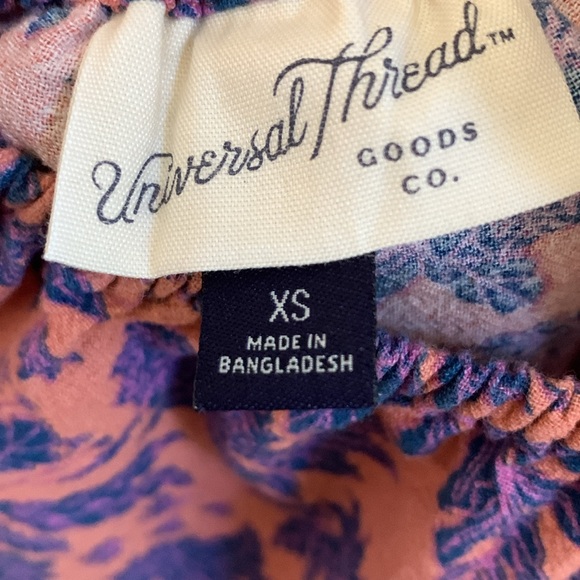 Universal Thread™
GOODS
CO.
XS
MADE IN
BANGLADESH